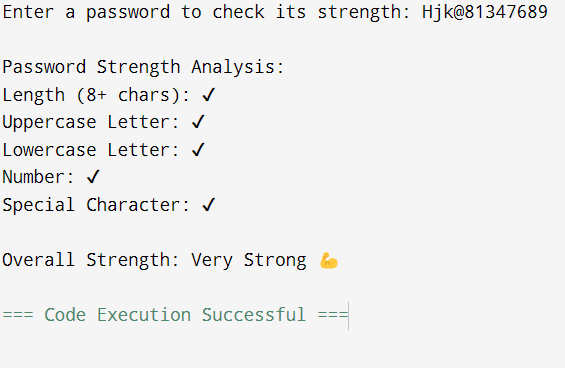 Enter a password to check its strength: Hjk@81347689
Password Strength Analysis:
Length (8+ chars): ✓
Uppercase Letter: ✓
Lowercase Letter: ✓
Number: ✓
Special Character: ✓
Overall Strength: Very Strong 💪
=== Code Execution Successful ===